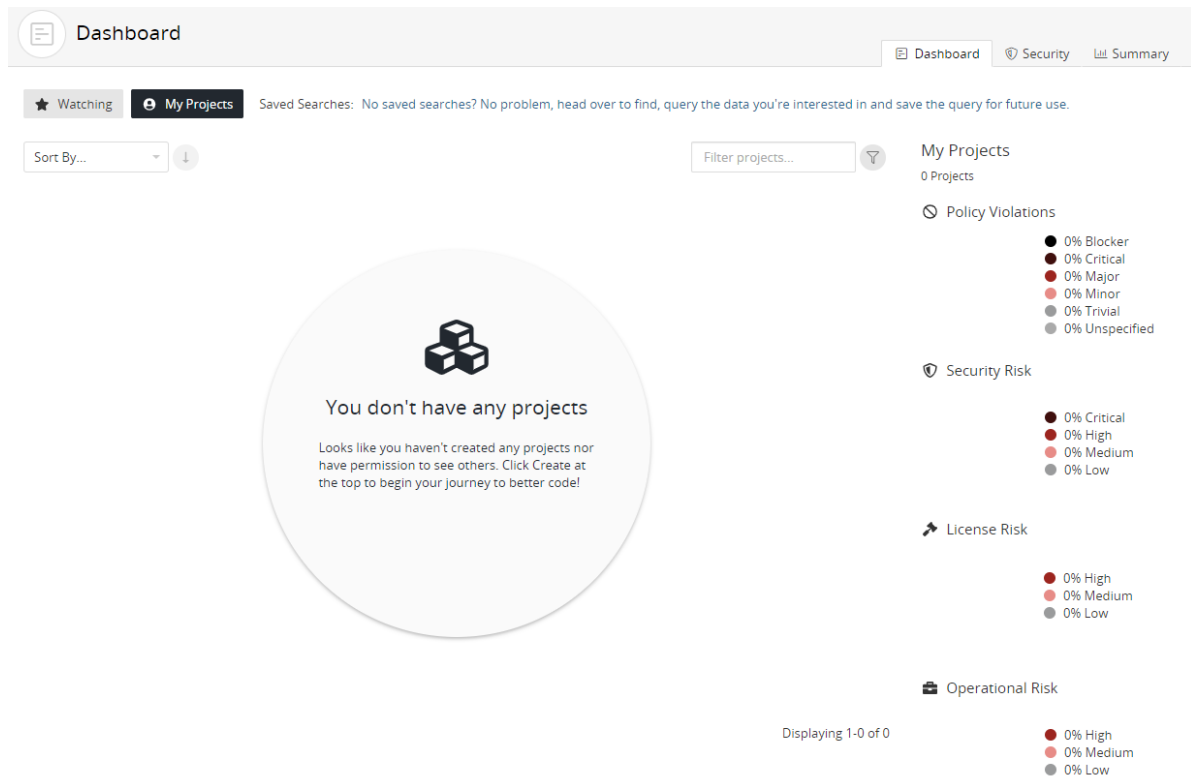 Dashboard
Dashboard Security Summary
Watching My Projects Saved Searches: No saved searches? No problem, head over to find, query the data you're interested in and save the query for future use.
Sort By... Filter projects...
You don't have any projects
Looks like you haven't created any projects nor
have permission to see others. Click Create at
the top to begin your journey to better code!
Displaying 1-0 of 0
My Projects
0 Projects
Policy Violations
0% Blocker
0% Critical
0% Major
0% Minor
0% Trivial
0% Unspecified
Security Risk
0% Critical
0% High
0% Medium
0% Low
License Risk
0% High
0% Medium
0% Low
Operational Risk
0% High
0% Medium
0% Low